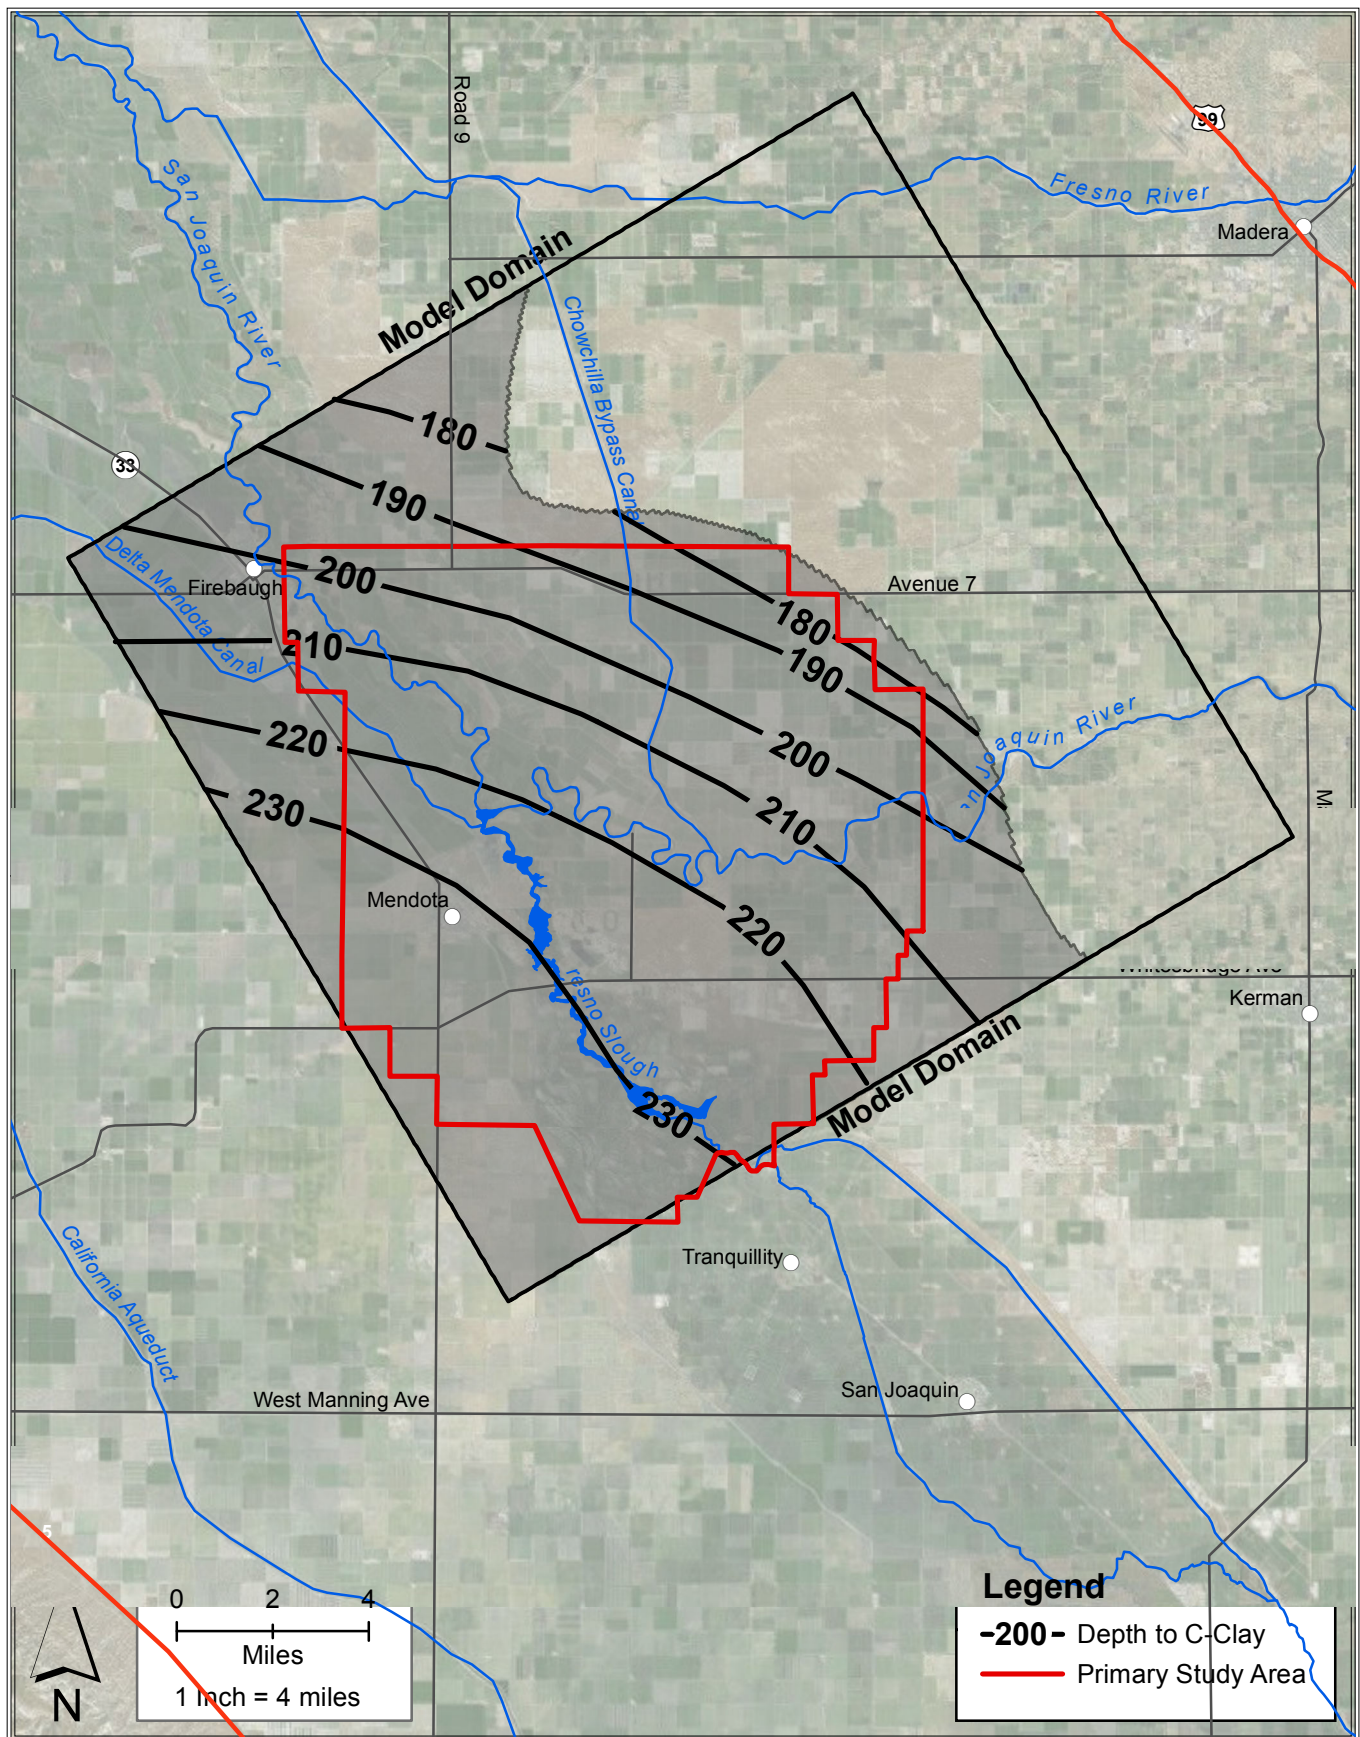 Road 9
99
San Joaquin River
Fresno River
Madera
Model Domain
Chowchilla Bypass Canal
180
33
190
Delta Mendota Canal
Firebaugh
200
Avenue 7
180
210
190
220
200
San Joaquin River
230
210
Mendota
220
Fresno Slough
Kerman
Model Domain
230
Tranquillity
California Aqueduct
San Joaquin
West Manning Ave
5
0 2 4
Miles
1 Inch = 4 miles
N
Legend
-200- Depth to C-Clay
Primary Study Area